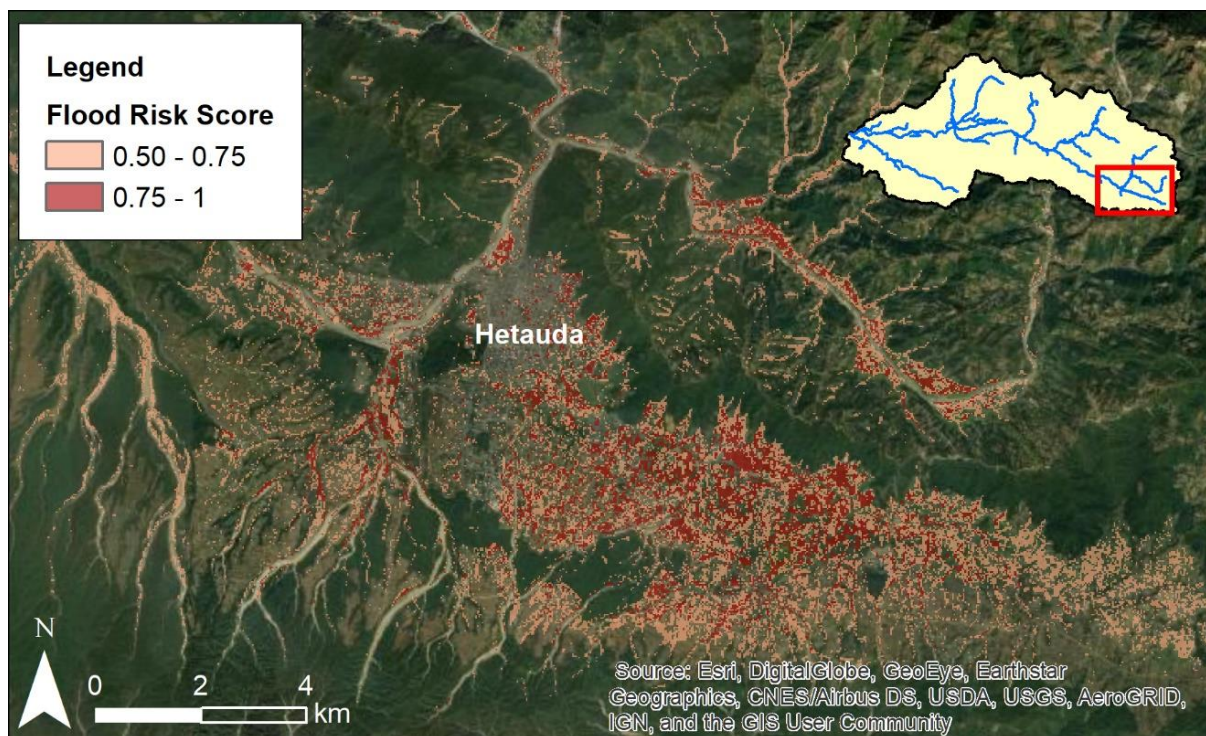 Legend
Flood Risk Score
0.50 - 0.75
0.75 - 1
Hetauda
N
0 2 4
km
Source: Esri, DigitalGlobe, GeoEye, Earthstar
Geographics, CNES/Airbus DS, USDA, USGS, AeroGRID,
IGN, and the GIS User Community